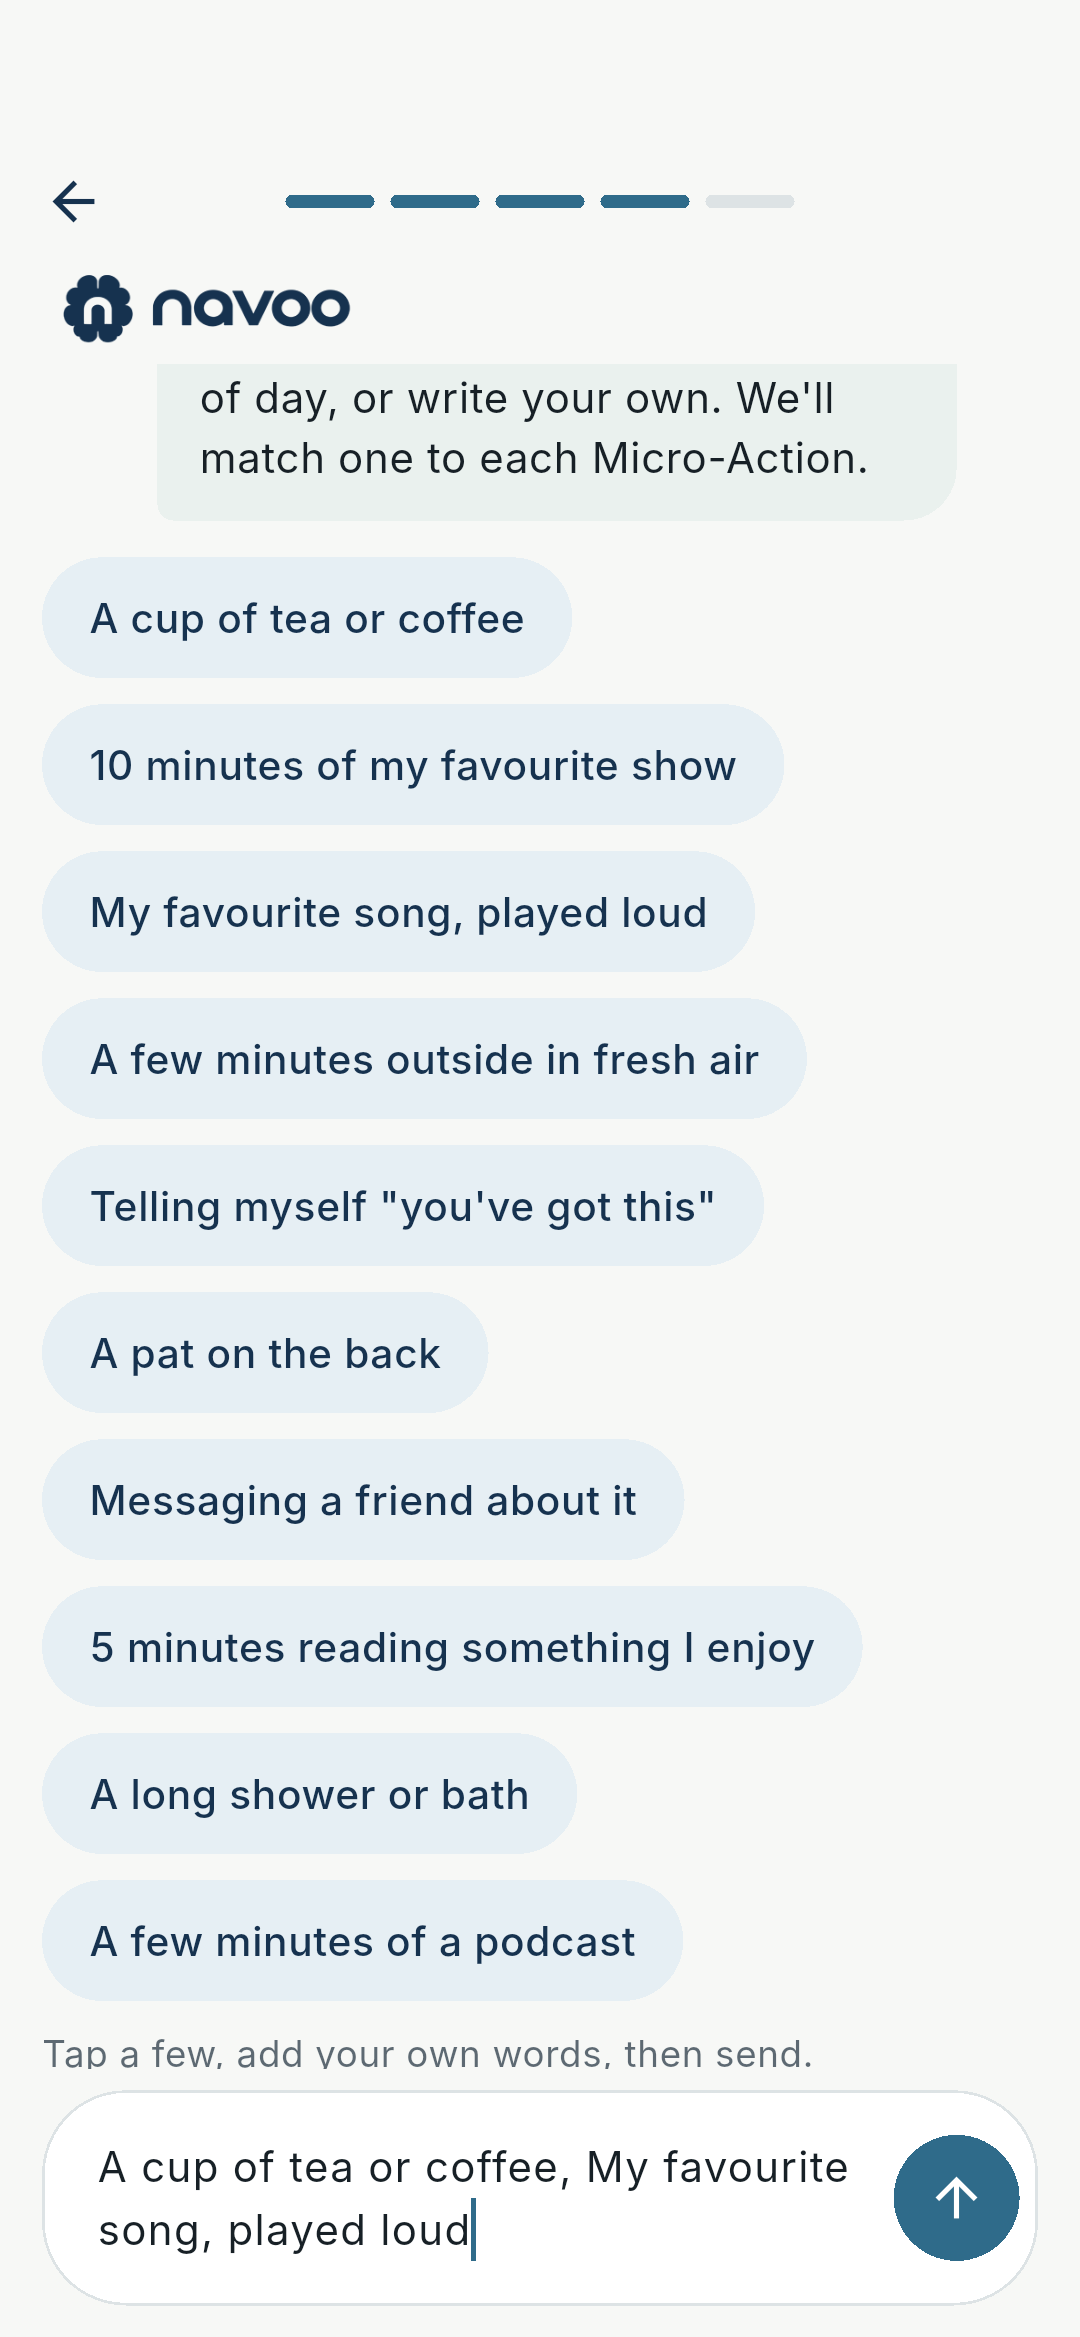 navoo
of day, or write your own. We'll
match one to each Micro-Action.
A cup of tea or coffee
10 minutes of my favourite show
My favourite song, played loud
A few minutes outside in fresh air
Telling myself "you've got this"
A pat on the back
Messaging a friend about it
5 minutes reading something I enjoy
A long shower or bath
A few minutes of a podcast
Tap a few, add your own words, then send.
A cup of tea or coffee, My favourite
song, played loud